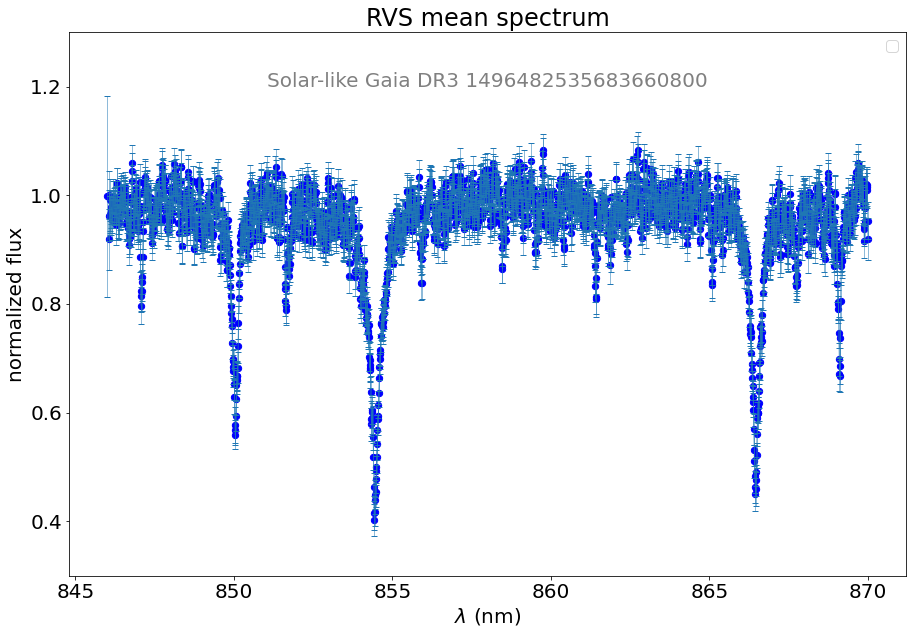 RVS mean spectrum
Solar-like Gaia DR3 1496482535683660800
normalized flux
1.2
1.0
0.8
0.6
0.4
845
850
855
860
865
870
λ (nm)